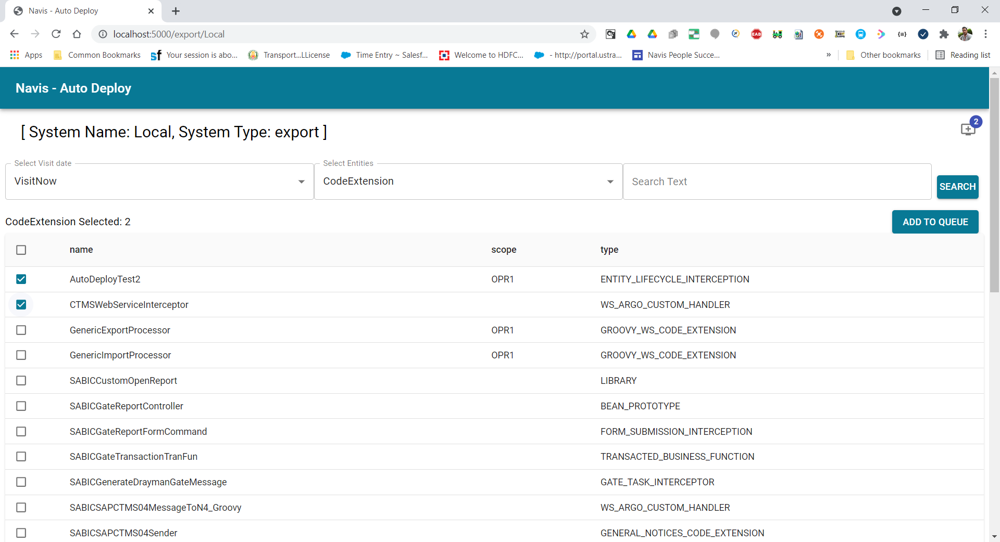 Navis - Auto Deploy
localhost:5000/export/Local
EAB
Apps
Common Bookmarks
sf Your session is abo...
Transport...LLicense
Time Entry ~ Salesf...
Welcome to HDFC...
- http://portal.ustra...
Navis People Succe...
»
Other bookmarks
Reading list
Navis - Auto Deploy
[ System Name: Local, System Type: export ]
2
Select Visit date
VisitNow
Select Entities
CodeExtension
Search Text
SEARCH
CodeExtension Selected: 2
ADD TO QUEUE
name scope type
AutoDeployTest2 OPR1 ENTITY_LIFECYCLE_INTERCEPTION
CTMSWebServiceInterceptor WS_ARGO_CUSTOM_HANDLER
GenericExportProcessor OPR1 GROOVY_WS_CODE_EXTENSION
GenericImportProcessor OPR1 GROOVY_WS_CODE_EXTENSION
SABICCustomOpenReport LIBRARY
SABICGateReportController BEAN_PROTOTYPE
SABICGateReportFormCommand FORM_SUBMISSION_INTERCEPTION
SABICGateTransactionTranFun TRANSACTED_BUSINESS_FUNCTION
SABICGenerateDraymanGateMessage GATE_TASK_INTERCEPTOR
SABICSAPCTMS04MessageToN4_Groovy WS_ARGO_CUSTOM_HANDLER
SABICSAPCTMS04Sender GENERAL_NOTICES_CODE_EXTENSION